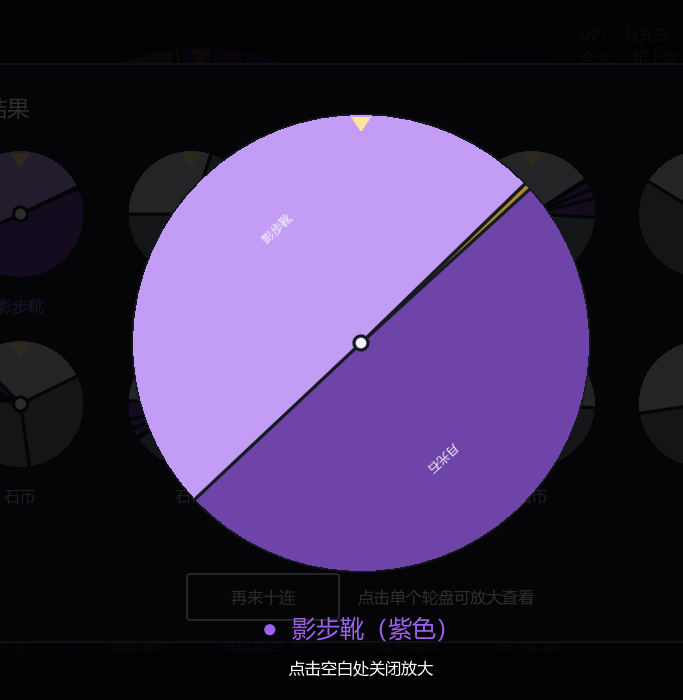 UP: 月光石
结果
影步靴
月光石
影步靴
石币
再来十连
点击单个轮盘可放大查看
影步靴（紫色）
点击空白处关闭放大